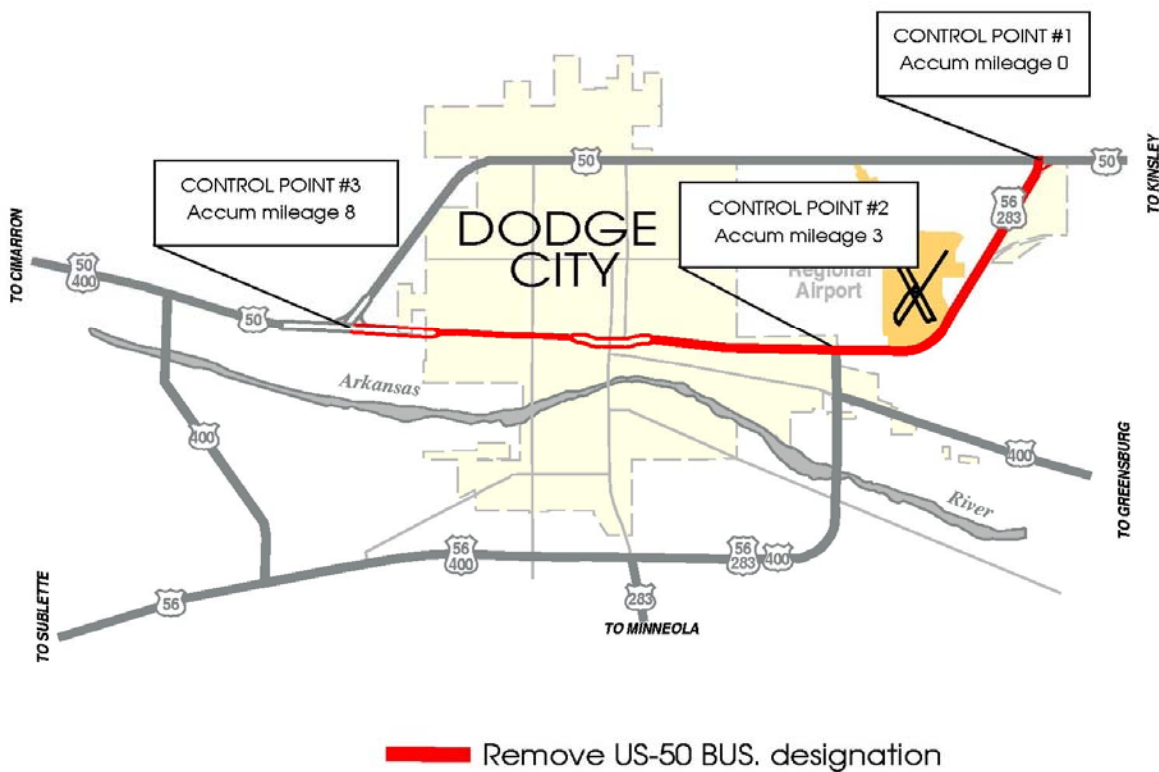 CONTROL POINT #1
Accum mileage 0
50
50
TO KINSLEY
CONTROL POINT #3
Accum mileage 8
CONTROL POINT #2
Accum mileage 3
56
283
DODGE
CITY
Regional
Airport
TO CIMARRON
50
400
50
Arkansas
400
400
TO GREENSBURG
River
56
400
56
283
400
56
283
TO SUBLETTE
TO MINNEOLA
Remove US-50 BUS. designation